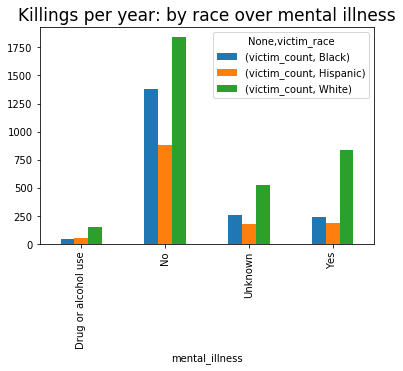 Killings per year: by race over mental illness
None,victim_race
(victim_count, Black)
(victim_count, Hispanic)
(victim_count, White)
1750
1500
1250
1000
750
500
250
0
Drug or alcohol use
No
Unknown
Yes
mental_illness